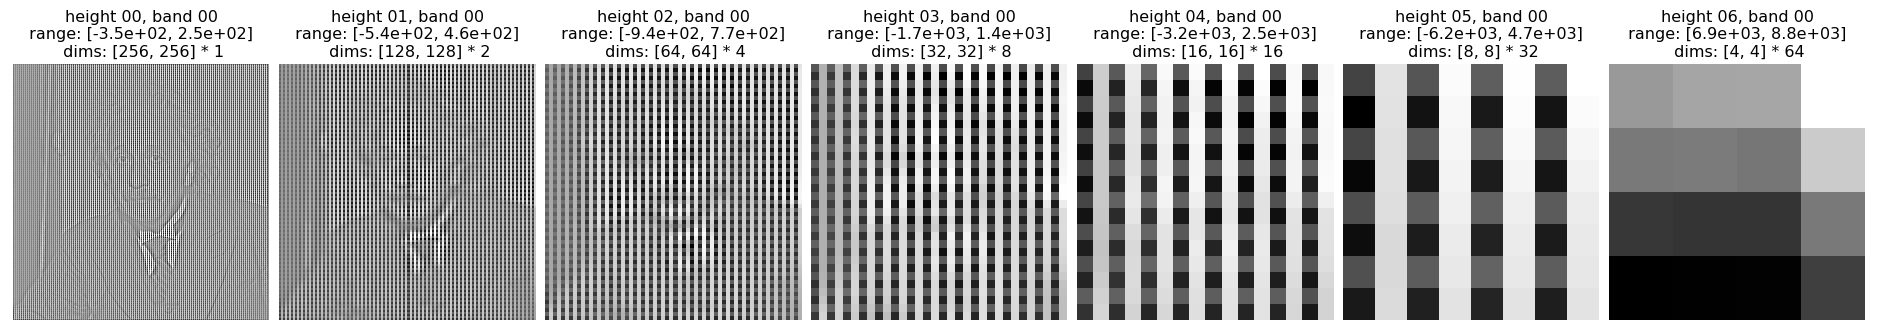 height 00, band 00
range: [-3.5e+02, 2.5e+02]
dims: [256, 256] * 1
height 01, band 00
range: [-5.4e+02, 4.6e+02]
dims: [128, 128] * 2
height 02, band 00
range: [-9.4e+02, 7.7e+02]
dims: [64, 64] * 4
height 03, band 00
range: [-1.7e+03, 1.4e+03]
dims: [32, 32] * 8
height 04, band 00
range: [-3.2e+03, 2.5e+03]
dims: [16, 16] * 16
height 05, band 00
range: [-6.2e+03, 4.7e+03]
dims: [8, 8] * 32
height 06, band 00
range: [6.9e+03, 8.8e+03]
dims: [4, 4] * 64